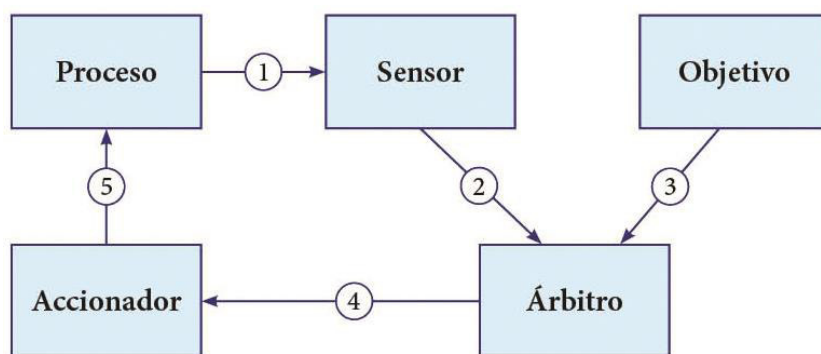 Proceso
1
Sensor
Objetivo
5
2
3
Accionador
4
Árbitro